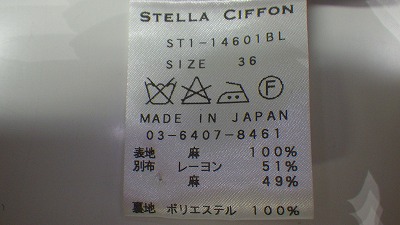 STELLA CIFFON
ST1-14601BL
SIZE 36
F
MADE IN JAPAN
03-6407-8461
表地 麻 100%
別布 レーヨン 51%
麻 49%
裏地 ポリエステル 100%